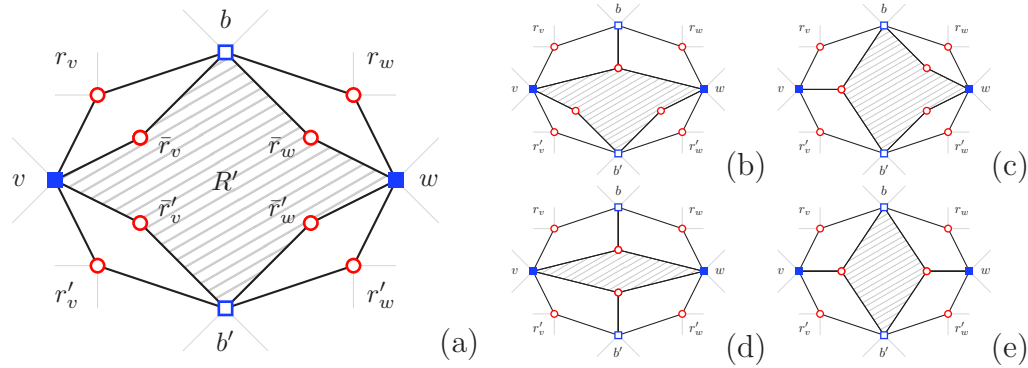 b
r_v
r_w
r̄_v
r̄_w
v
R′
w
r̄′_v
r̄′_w
r′_v
r′_w
b′
(a)
b
r_v
r_w
v
w
r′_v
r′_w
b′
(b)
b
r_v
r_w
v
w
r′_v
r′_w
b′
(c)
b
r_v
r_w
v
w
r′_v
r′_w
b′
(d)
b
r_v
r_w
v
w
r′_v
r′_w
b′
(e)